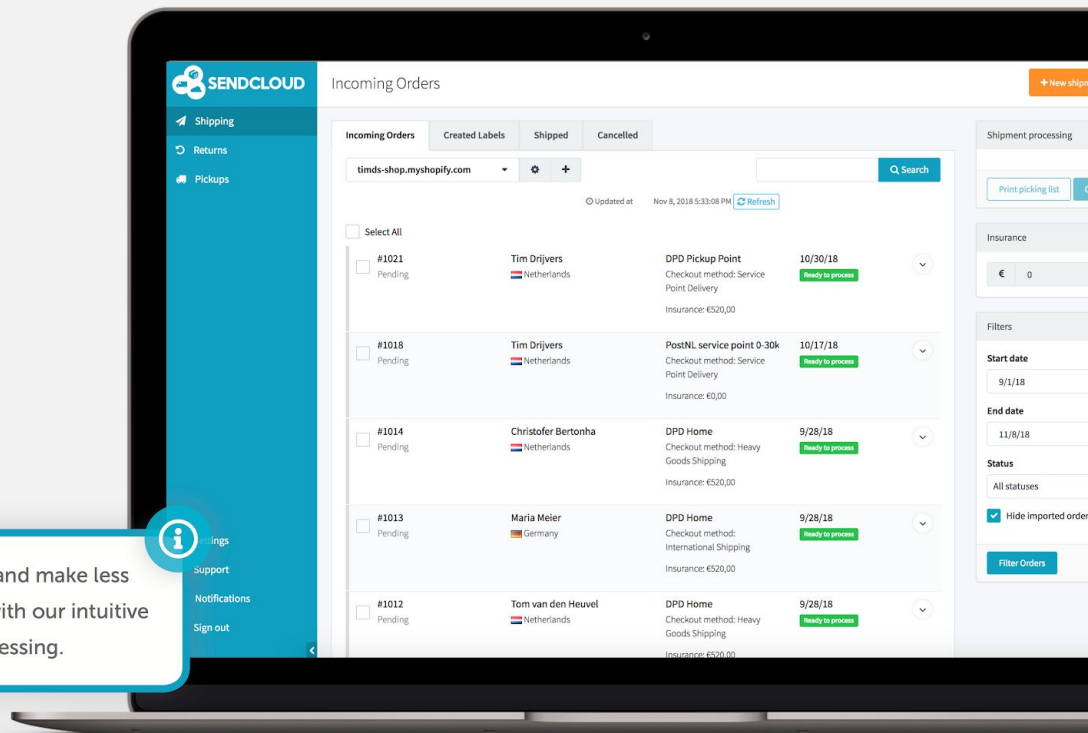 SENDCLOUD
Shipping
Returns
Pickups
Settings
Support
Notifications
Sign out
and make less
with our intuitive
Incoming Orders
+ New
Incoming Orders
Created Labels
Shipped
Cancelled
timds-shop.myshopify.com
Search
Updated at
Nov 8, 2018 5:33:08 PM
Refresh
Select All
#1021
Tim Drijvers
DPD Pickup Point
10/30/18
Pending
Netherlands
Checkout method: Service
Ready to process
Point Delivery
Insurance: €520,00
#1018
Tim Drijvers
PostNL service point 0-30k
10/17/18
Pending
Netherlands
Checkout method: Service
Ready to process
Point Delivery
Insurance: €0,00
#1014
Christofer Bertonha
DPD Home
9/28/18
Pending
Netherlands
Checkout method: Heavy
Ready to process
Goods Shipping
Insurance: €520,00
#1013
Maria Meier
DPD Home
9/28/18
Pending
Germany
Checkout method:
Ready to process
International Shipping
Insurance: €520,00
#1012
Tom van den Heuvel
DPD Home
9/28/18
Pending
Netherlands
Checkout method: Heavy
Ready to process
Goods Shipping
Insurance: €520,00
Shipment processing
Print picking list
Insurance
€ 0
Filters
Start date
9/1/18
End date
11/8/18
Status
All statuses
Hide imported order
Filter Orders